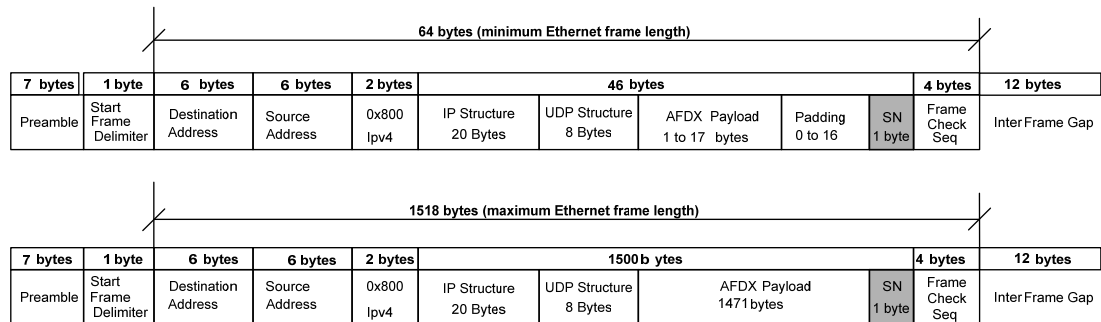 64 bytes (minimum Ethernet frame length)
7 bytes 1 byte 6 bytes 6 bytes 2 bytes 46 bytes 4 bytes 12 bytes
Preamble
Start
Frame
Delimiter
Destination
Address
Source
Address
0x800
Ipv4
IP Structure
20 Bytes
UDP Structure
8 Bytes
AFDX Payload
1 to 17 bytes
Padding
0 to 16
SN
1 byte
Frame
Check
Seq
Inter Frame Gap
1518 bytes (maximum Ethernet frame length)
7 bytes 1 byte 6 bytes 6 bytes 2 bytes 1500b ytes 4 bytes 12 bytes
Preamble
Start
Frame
Delimiter
Destination
Address
Source
Address
0x800
Ipv4
IP Structure
20 Bytes
UDP Structure
8 Bytes
AFDX Payload
1471bytes
SN
1 byte
Frame
Check
Seq
Inter Frame Gap